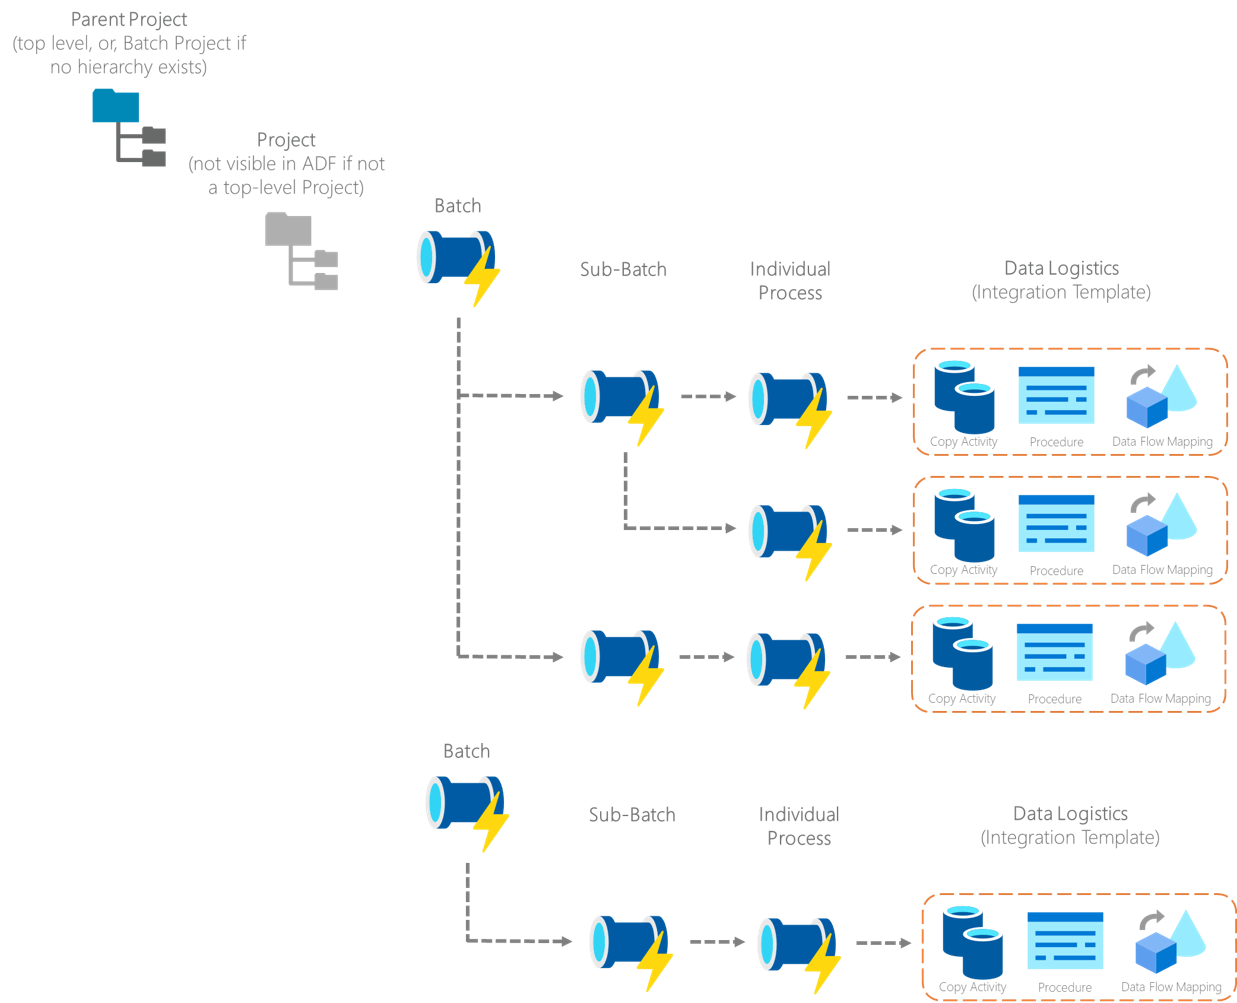 Parent Project
(top level, or, Batch Project if
no hierarchy exists)
Project
(not visible in ADF if not
a top-level Project)
Batch
Sub-Batch
Individual
Process
Data Logistics
(Integration Template)
Copy Activity
Procedure
Data Flow Mapping
Copy Activity
Procedure
Data Flow Mapping
Copy Activity
Procedure
Data Flow Mapping
Batch
Sub-Batch
Individual
Process
Data Logistics
(Integration Template)
Copy Activity
Procedure
Data Flow Mapping